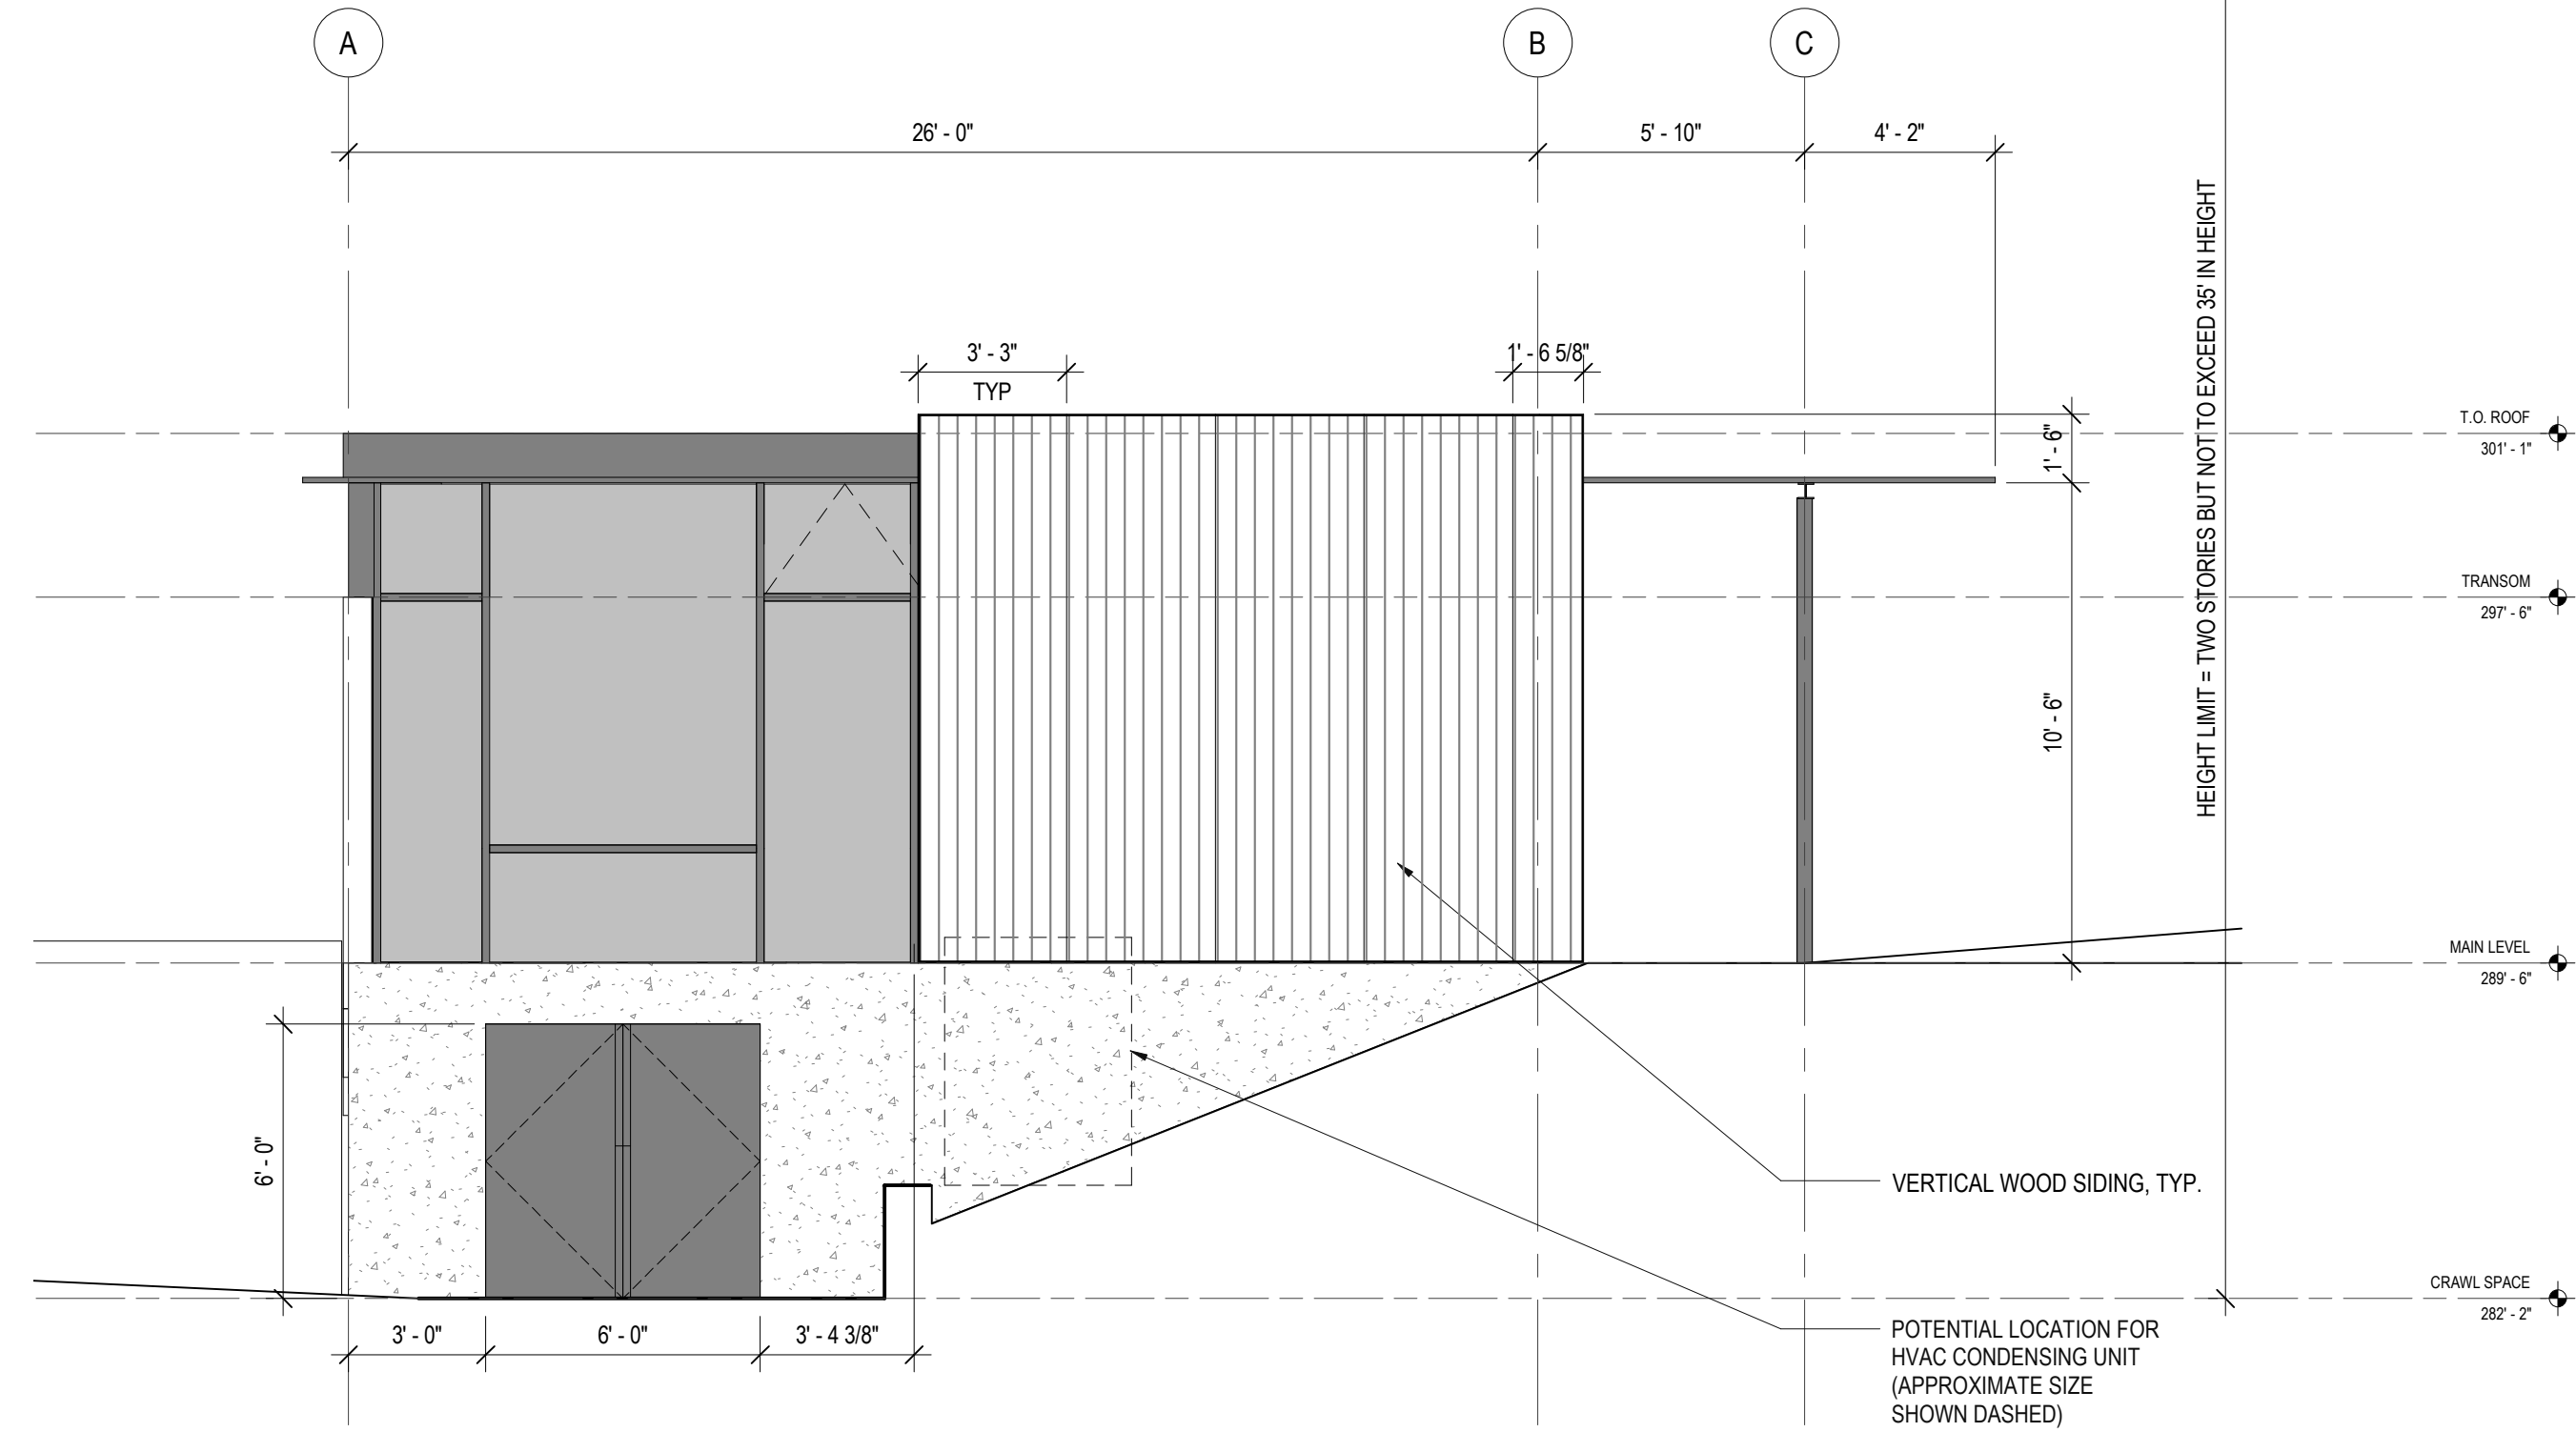 A
B
C
26' - 0"
5' - 10"
4' - 2"
3' - 3"
TYP
1' - 6 5/8"
1' - 6"
10' - 6"
HEIGHT LIMIT = TWO STORIES BUT NOT TO EXCEED 35' IN HEIGHT
T.O. ROOF
301' - 1"
TRANSOM
297' - 6"
MAIN LEVEL
289' - 6"
CRAWL SPACE
282' - 2"
6' - 0"
3' - 0"
6' - 0"
3' - 4 3/8"
VERTICAL WOOD SIDING, TYP.
POTENTIAL LOCATION FOR
HVAC CONDENSING UNIT
(APPROXIMATE SIZE
SHOWN DASHED)